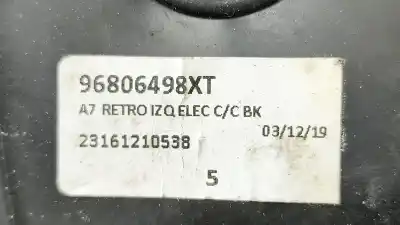 96806498XT
A7 RETRO IZQ ELEC C/C BK
03/12/19
23161210538
5